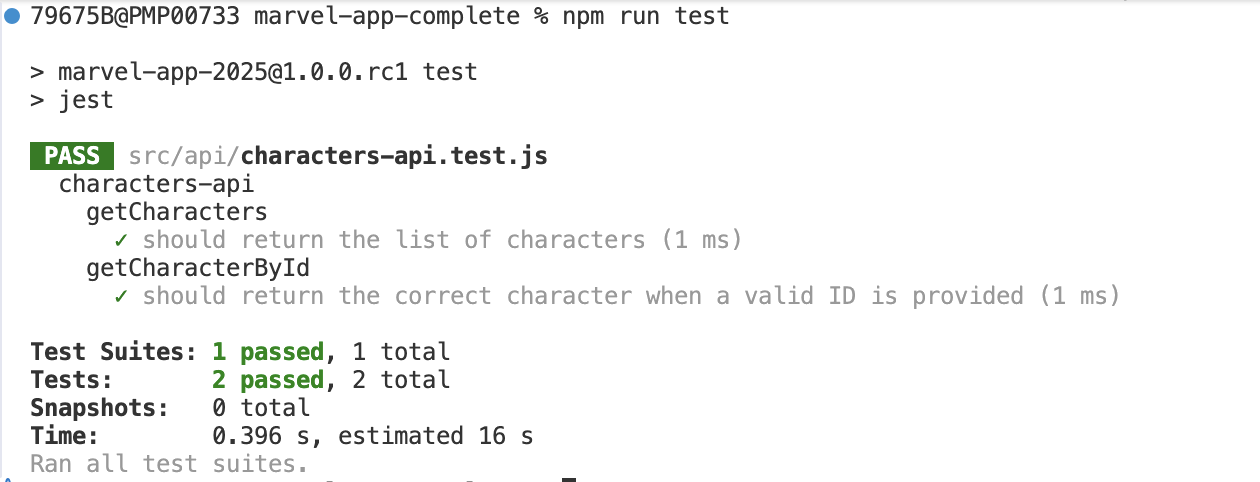 79675B@PMP00733 marvel-app-complete % npm run test
> marvel-app-2025@1.0.0.rc1 test
> jest
PASS src/api/characters-api.test.js
characters-api
getCharacters
✓ should return the list of characters (1 ms)
getCharacterById
✓ should return the correct character when a valid ID is provided (1 ms)
Test Suites: 1 passed, 1 total
Tests: 2 passed, 2 total
Snapshots: 0 total
Time: 0.396 s, estimated 16 s
Ran all test suites.